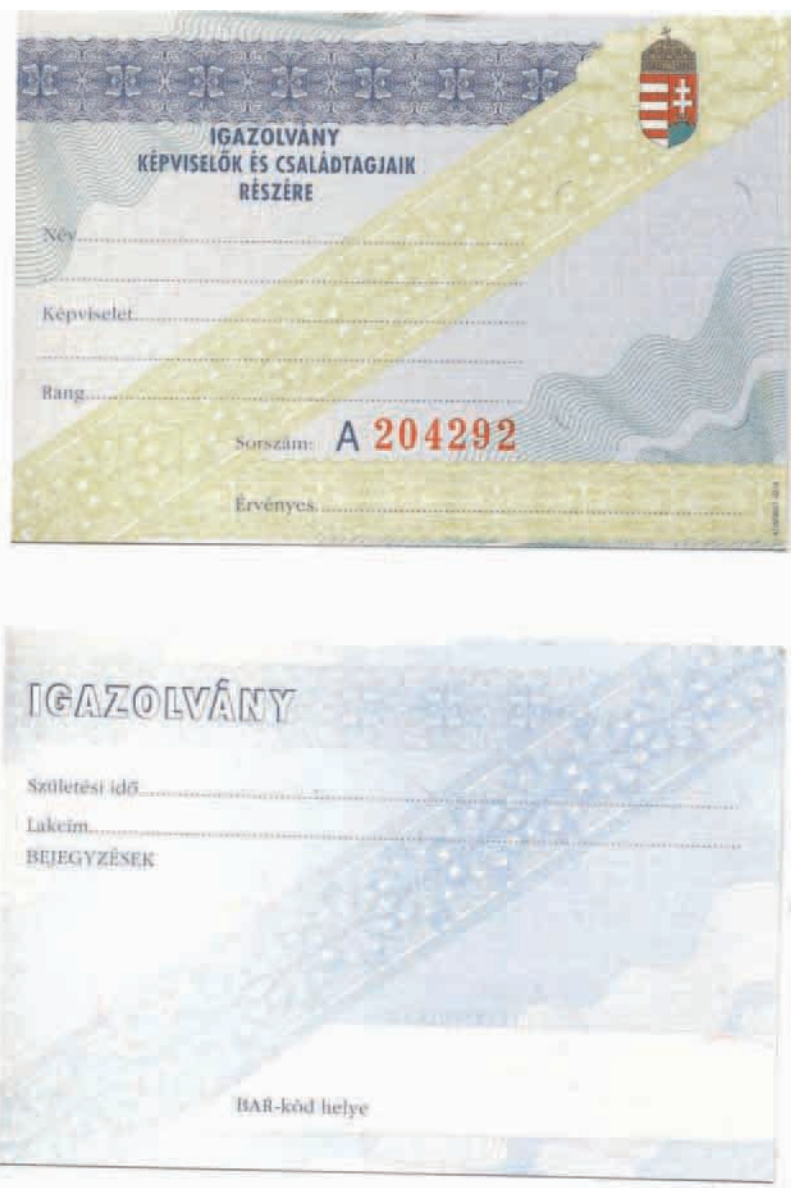 IGAZOLVÁNY
KÉPVISELŐK ÉS CSALÁDTAGJAIK
RÉSZÉRE
Név
Képviselet
Rang
Sorszám: A 204292
Érvényes
IGAZOLVÁNY
Születési idő
Lakcím
BEJEGYZÉSEK
BAR-kód helye